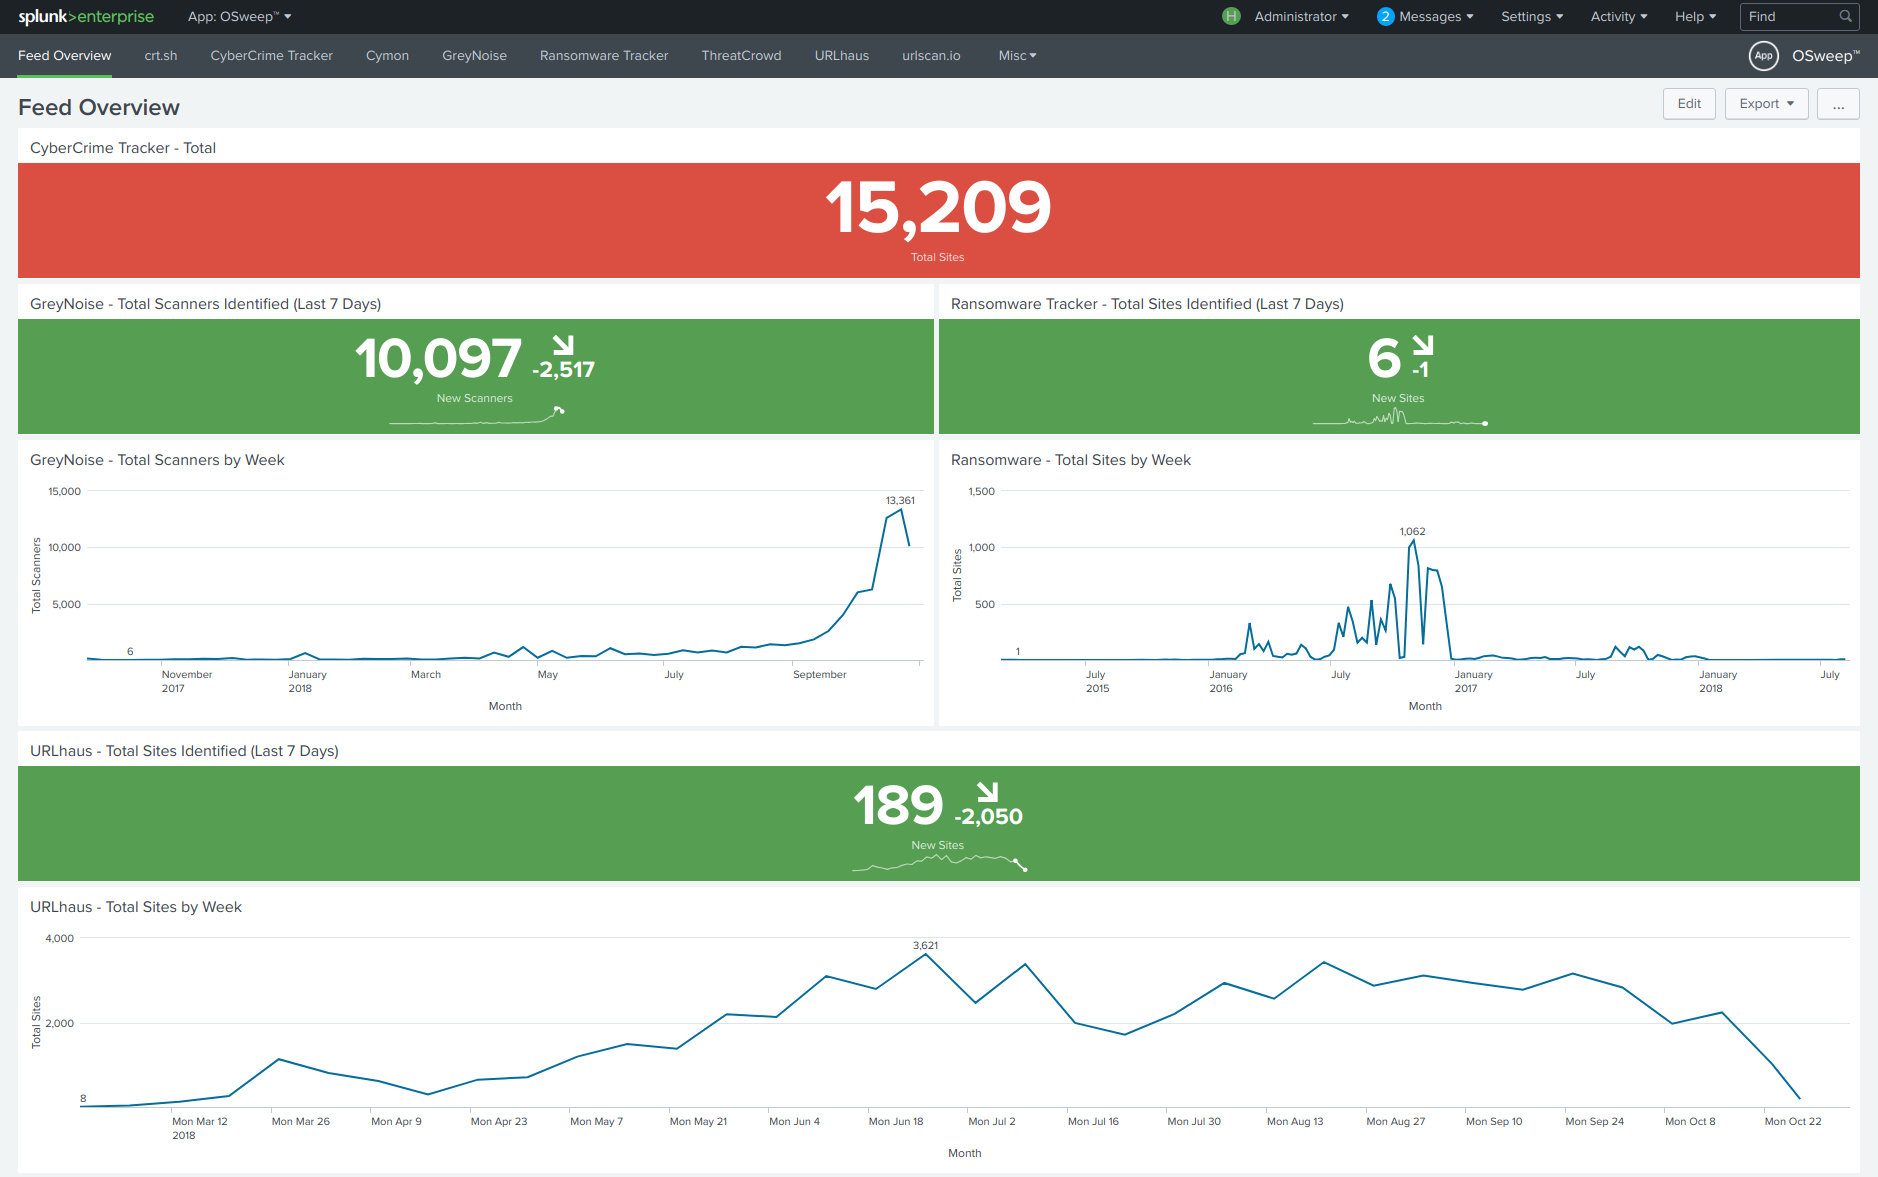 splunk>enterprise App: OSweep™ H Administrator 2 Messages Settings Activity Help Find
Feed Overview crt.sh CyberCrime Tracker Cymon GreyNoise Ransomware Tracker ThreatCrowd URLhaus urlscan.io Misc App OSweep™
Feed Overview Edit Export ...
CyberCrime Tracker - Total
15,209
Total Sites
GreyNoise - Total Scanners Identified (Last 7 Days)
10,097 -2,517
New Scanners
Ransomware Tracker - Total Sites Identified (Last 7 Days)
6 -1
New Sites
GreyNoise - Total Scanners by Week
15,000
13,361
10,000
5,000
6
Total Scanners
November January March May July September
2017 2018
Month
Ransomware - Total Sites by Week
1,500
1,062
1,000
500
1
Total Sites
July January July January July January July
2015 2016 2017 2018
Month
URLhaus - Total Sites Identified (Last 7 Days)
189 -2,050
New Sites
URLhaus - Total Sites by Week
4,000
3,621
2,000
8
Total Sites
Mon Mar 12 Mon Mar 26 Mon Apr 9 Mon Apr 23 Mon May 7 Mon May 21 Mon Jun 4 Mon Jun 18 Mon Jul 2 Mon Jul 16 Mon Jul 30 Mon Aug 13 Mon Aug 27 Mon Sep 10 Mon Sep 24 Mon Oct 8 Mon Oct 22
2018
Month